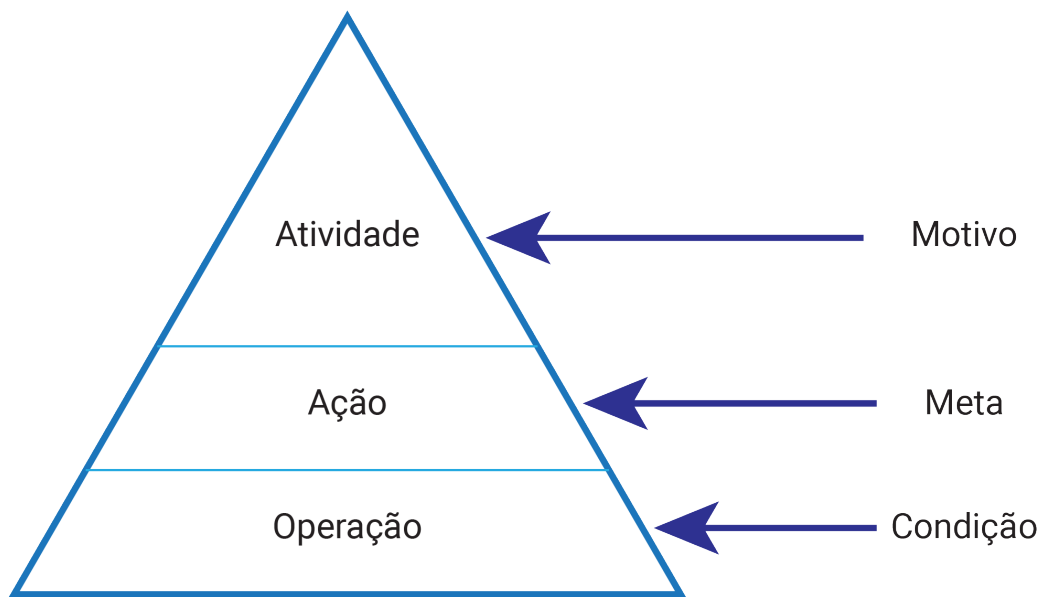 Atividade
Motivo
Ação
Meta
Operação
Condição